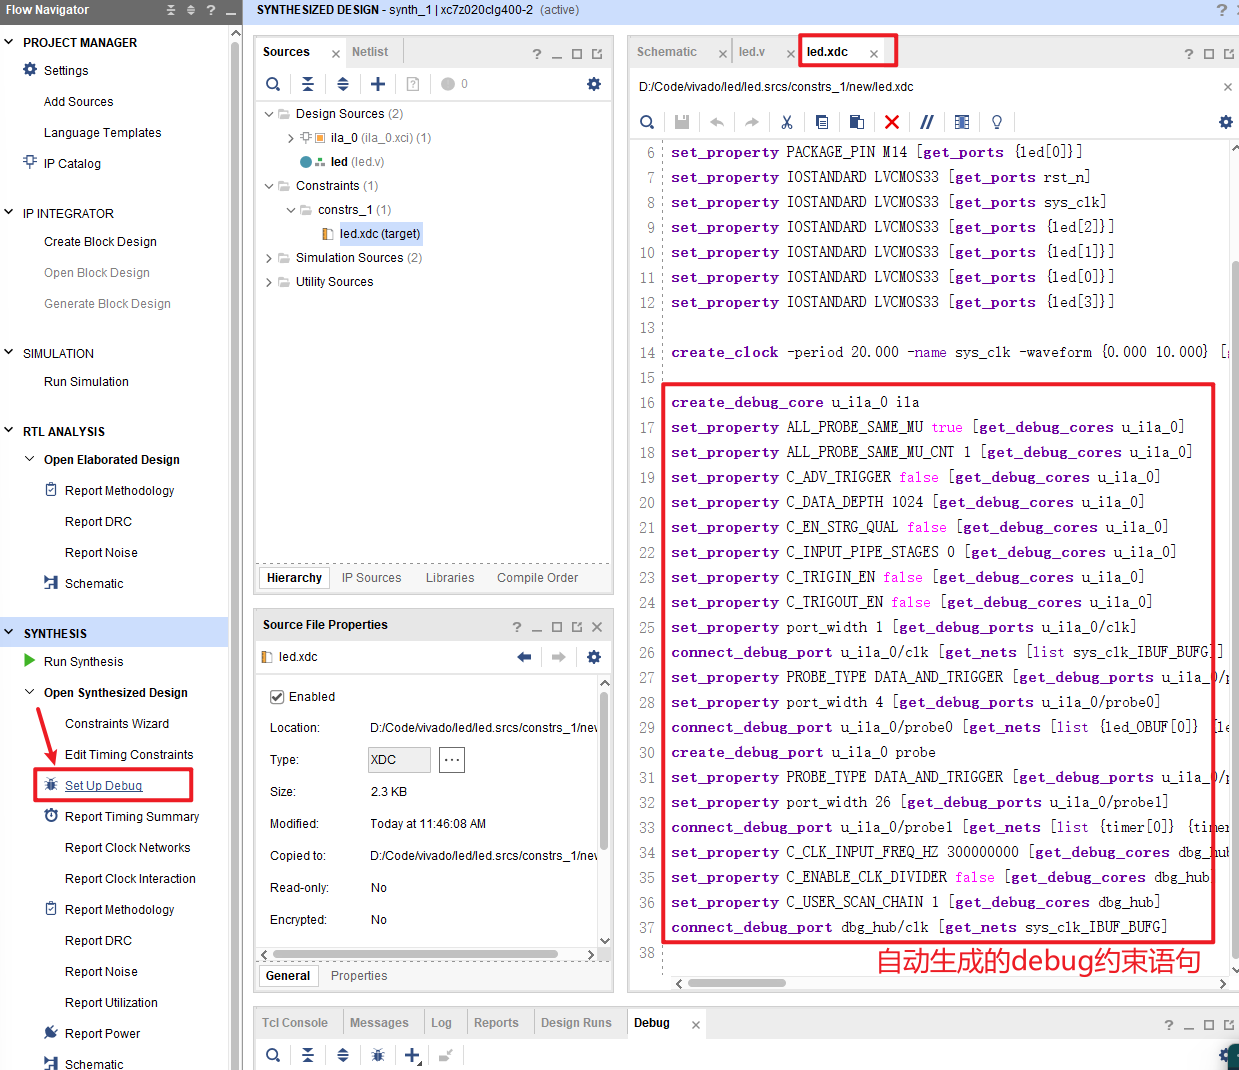 Flow Navigator
PROJECT MANAGER
Settings
Add Sources
Language Templates
IP Catalog
IP INTEGRATOR
Create Block Design
Open Block Design
Generate Block Design
SIMULATION
Run Simulation
RTL ANALYSIS
Open Elaborated Design
Report Methodology
Report DRC
Report Noise
Schematic
SYNTHESIS
Run Synthesis
Open Synthesized Design
Constraints Wizard
Edit Timing Constraints
Set Up Debug
Report Timing Summary
Report Clock Networks
Report Clock Interaction
Report Methodology
Report DRC
Report Noise
Report Utilization
Report Power
Schematic
SYNTHESIZED DESIGN - synth_1 | xc7z020clg400-2 (active)
Sources Netlist
0
Design Sources (2)
ila_0 (ila_0.xci) (1)
led (led.v)
Constraints (1)
constrs_1 (1)
led.xdc (target)
Simulation Sources (2)
Utility Sources
Hierarchy IP Sources Libraries Compile Order
Source File Properties
led.xdc
Enabled
Location: D:/Code/vivado/led/led.srcs/constrs_1/new
Type: XDC
Size: 2.3 KB
Modified: Today at 11:46:08 AM
Copied to: D:/Code/vivado/led/led.srcs/constrs_1/new
Read-only: No
Encrypted: No
General Properties
Schematic led.v led.xdc
D:/Code/vivado/led/led.srcs/constrs_1/new/led.xdc
6 set_property PACKAGE_PIN M14 [get_ports {led[0]}]
7 set_property IOSTANDARD LVCMOS33 [get_ports rst_n]
8 set_property IOSTANDARD LVCMOS33 [get_ports sys_clk]
9 set_property IOSTANDARD LVCMOS33 [get_ports {led[2]}]
10 set_property IOSTANDARD LVCMOS33 [get_ports {led[1]}]
11 set_property IOSTANDARD LVCMOS33 [get_ports {led[0]}]
12 set_property IOSTANDARD LVCMOS33 [get_ports {led[3]}]
13
14 create_clock -period 20.000 -name sys_clk -waveform {0.000 10.000} [
15
16 create_debug_core u_ila_0 ila
17 set_property ALL_PROBE_SAME_MU true [get_debug_cores u_ila_0]
18 set_property ALL_PROBE_SAME_MU_CNT 1 [get_debug_cores u_ila_0]
19 set_property C_ADV_TRIGGER false [get_debug_cores u_ila_0]
20 set_property C_DATA_DEPTH 1024 [get_debug_cores u_ila_0]
21 set_property C_EN_STRG_QUAL false [get_debug_cores u_ila_0]
22 set_property C_INPUT_PIPE_STAGES 0 [get_debug_cores u_ila_0]
23 set_property C_TRIGIN_EN false [get_debug_cores u_ila_0]
24 set_property C_TRIGOUT_EN false [get_debug_cores u_ila_0]
25 set_property port_width 1 [get_debug_ports u_ila_0/clk]
26 connect_debug_port u_ila_0/clk [get_nets [list sys_clk_IBUF_BUFG]]
27 set_property PROBE_TYPE DATA_AND_TRIGGER [get_debug_ports u_ila_0/p
28 set_property port_width 4 [get_debug_ports u_ila_0/probe0]
29 connect_debug_port u_ila_0/probe0 [get_nets [list {led_OBUF[0]} {le
30 create_debug_port u_ila_0 probe
31 set_property PROBE_TYPE DATA_AND_TRIGGER [get_debug_ports u_ila_0/p
32 set_property port_width 26 [get_debug_ports u_ila_0/probe1]
33 connect_debug_port u_ila_0/probe1 [get_nets [list {timer[0]} {timer
34 set_property C_CLK_INPUT_FREQ_HZ 300000000 [get_debug_cores dbg_hub
35 set_property C_ENABLE_CLK_DIVIDER false [get_debug_cores dbg_hub
36 set_property C_USER_SCAN_CHAIN 1 [get_debug_cores dbg_hub]
37 connect_debug_port dbg_hub/clk [get_nets sys_clk_IBUF_BUFG]
38
自动生成的debug约束语句
Tcl Console Messages Log Reports Design Runs Debug